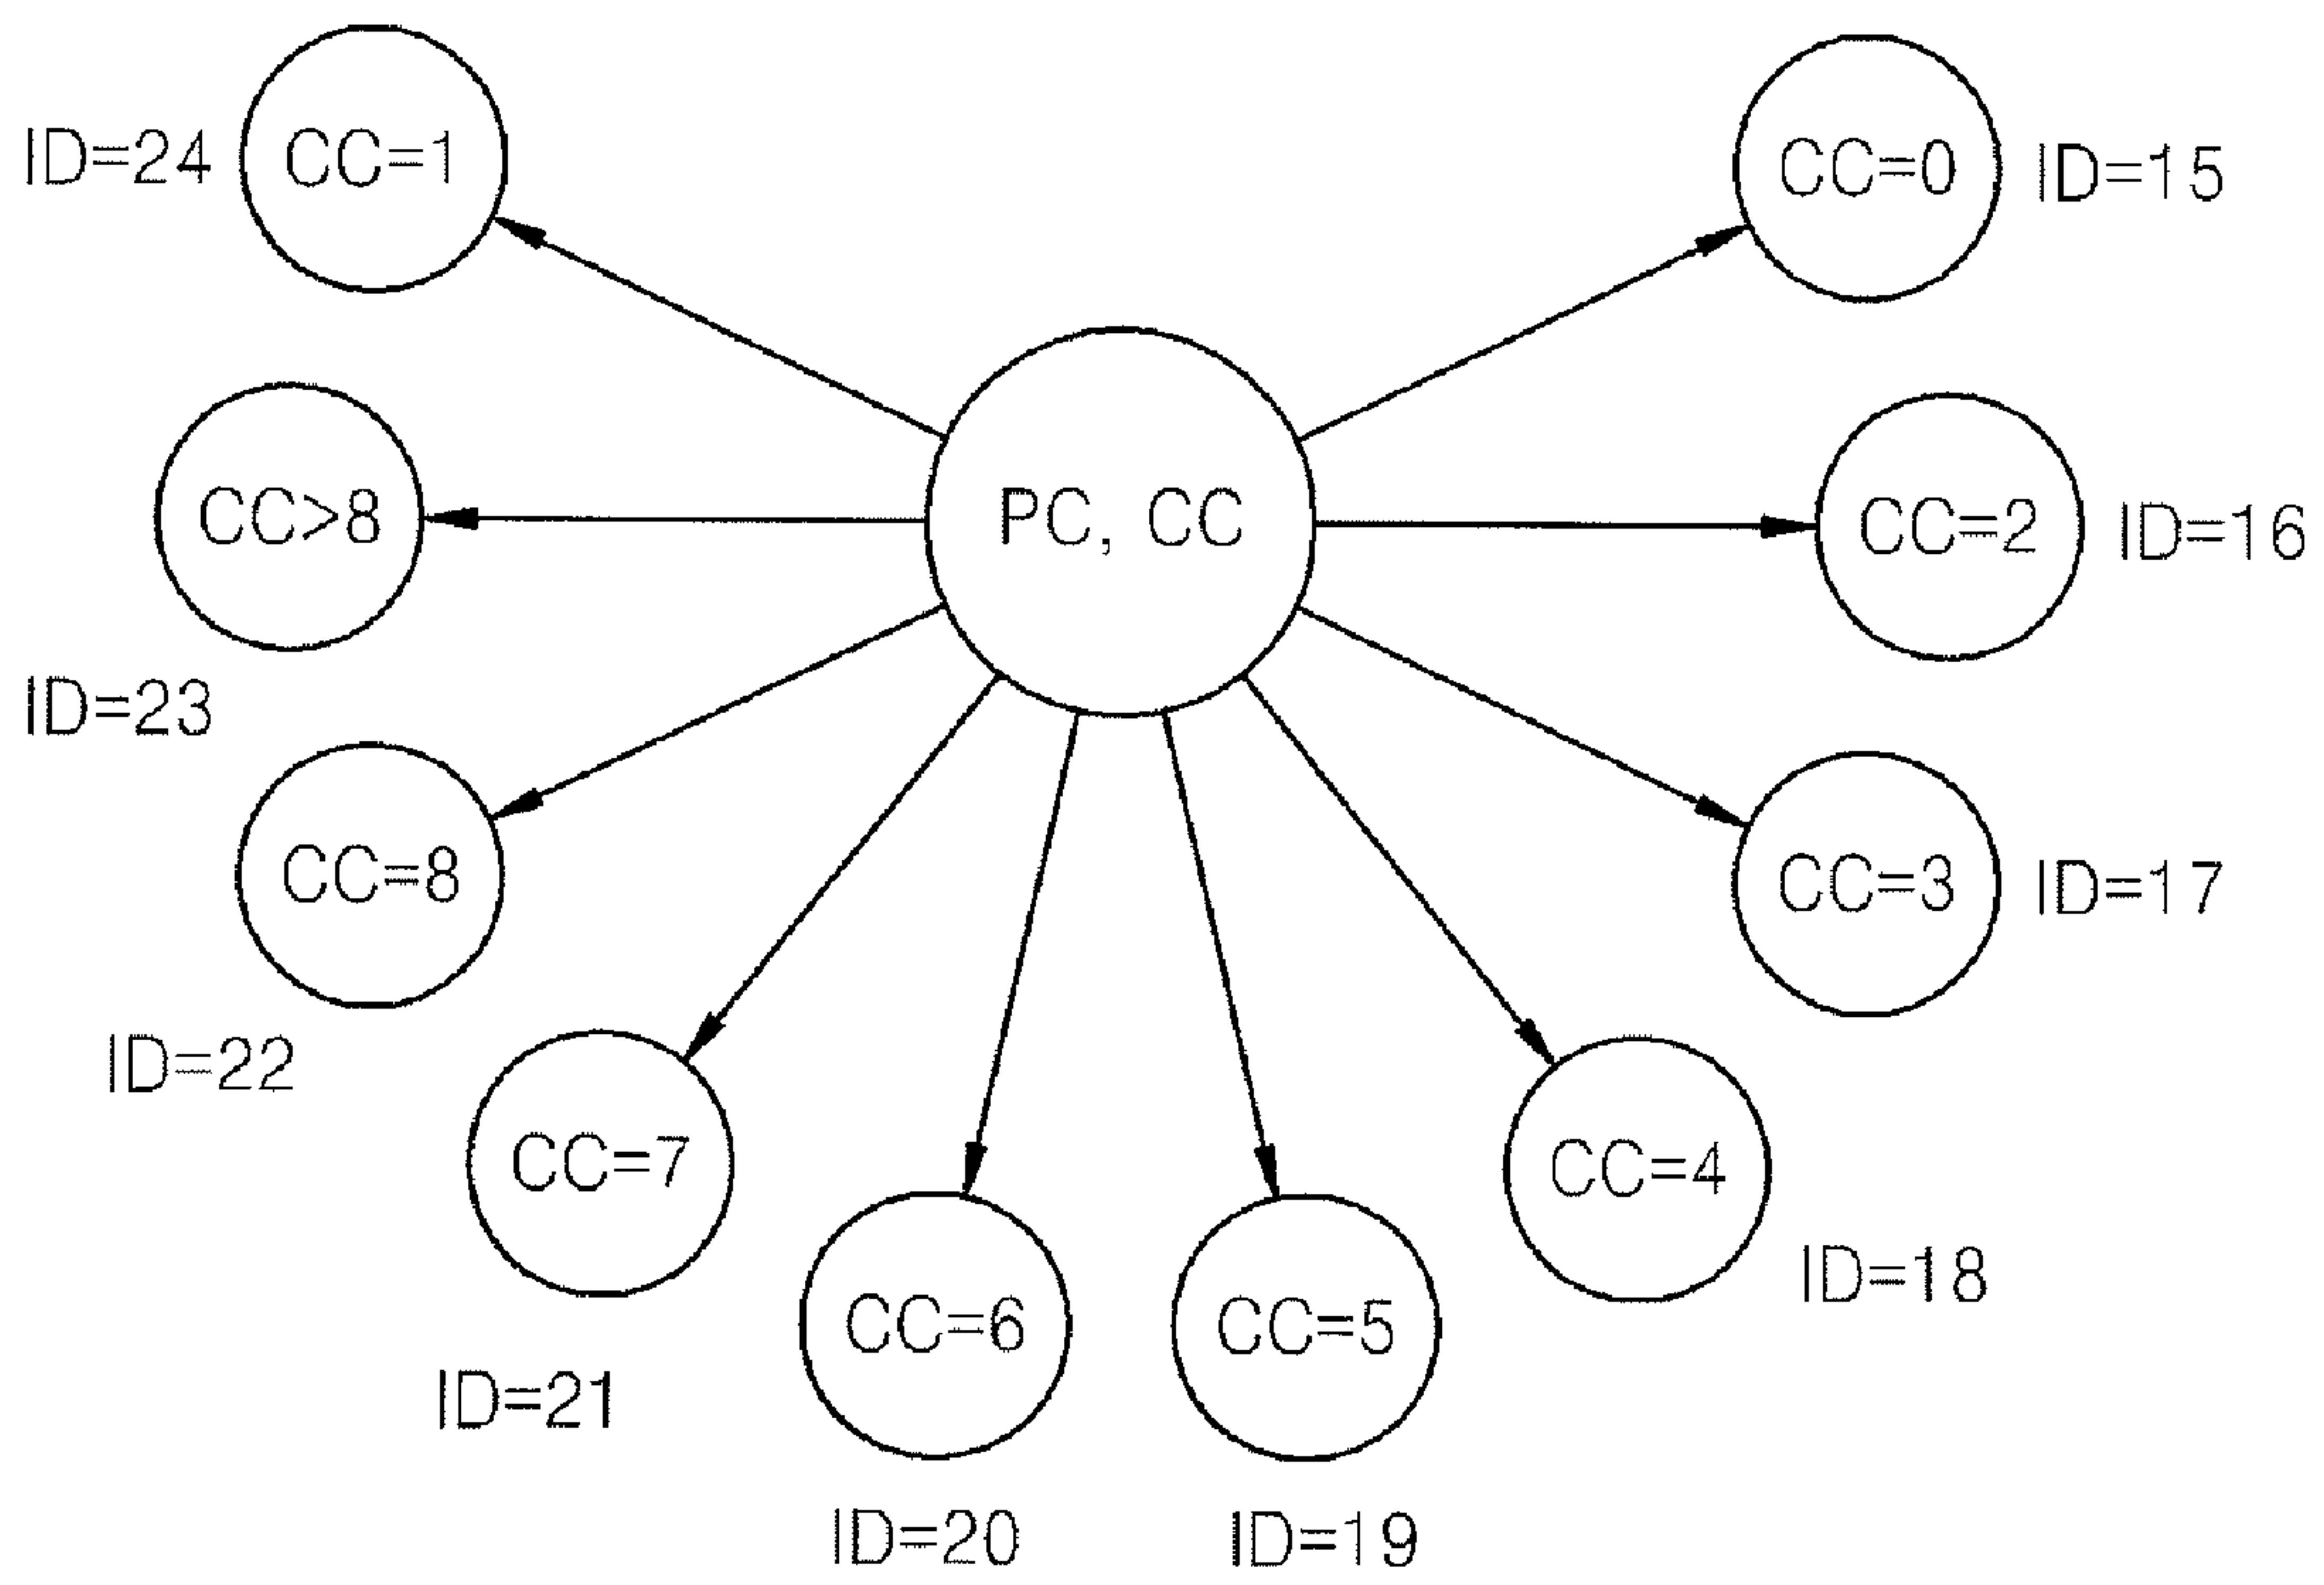 ID=24
CC=1
CC=0
ID=15
CC>8
PC, CC
CC=2
ID=16
ID=23
CC=8
CC=3
ID=17
ID=22
CC=7
CC=4
ID=18
CC=6
CC=5
ID=21
ID=20
ID=19